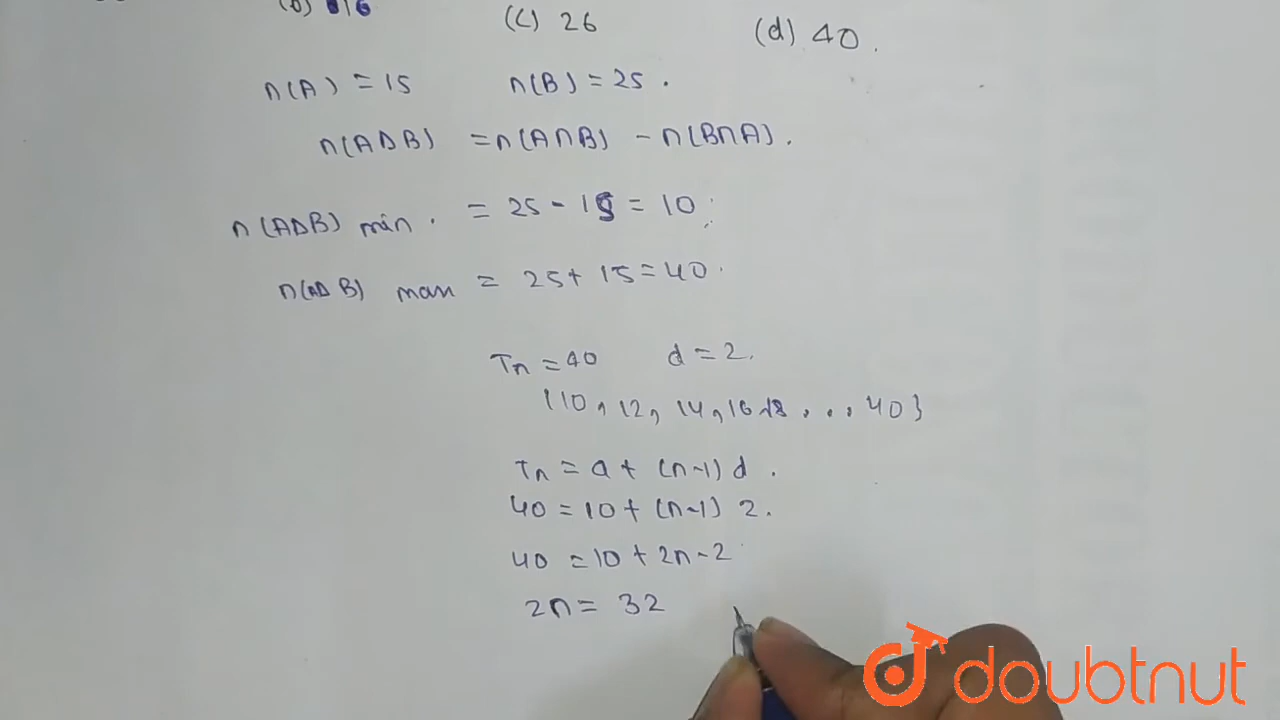 (b) 16 (c) 26 (d) 40.
n(A) = 15 n(B) = 25.
n(AΔB) = n(A∩B) - n(B∩A).
n(AΔB) min. = 25 - 15 = 10
n(AΔB) max = 25 + 15 = 40.
Tn = 40 d = 2.
{10, 12, 14, 16 18 . . . 40}
Tn = a + (n-1) d.
40 = 10 + (n-1) 2.
40 = 10 + 2n - 2
2n = 32
doubtnut